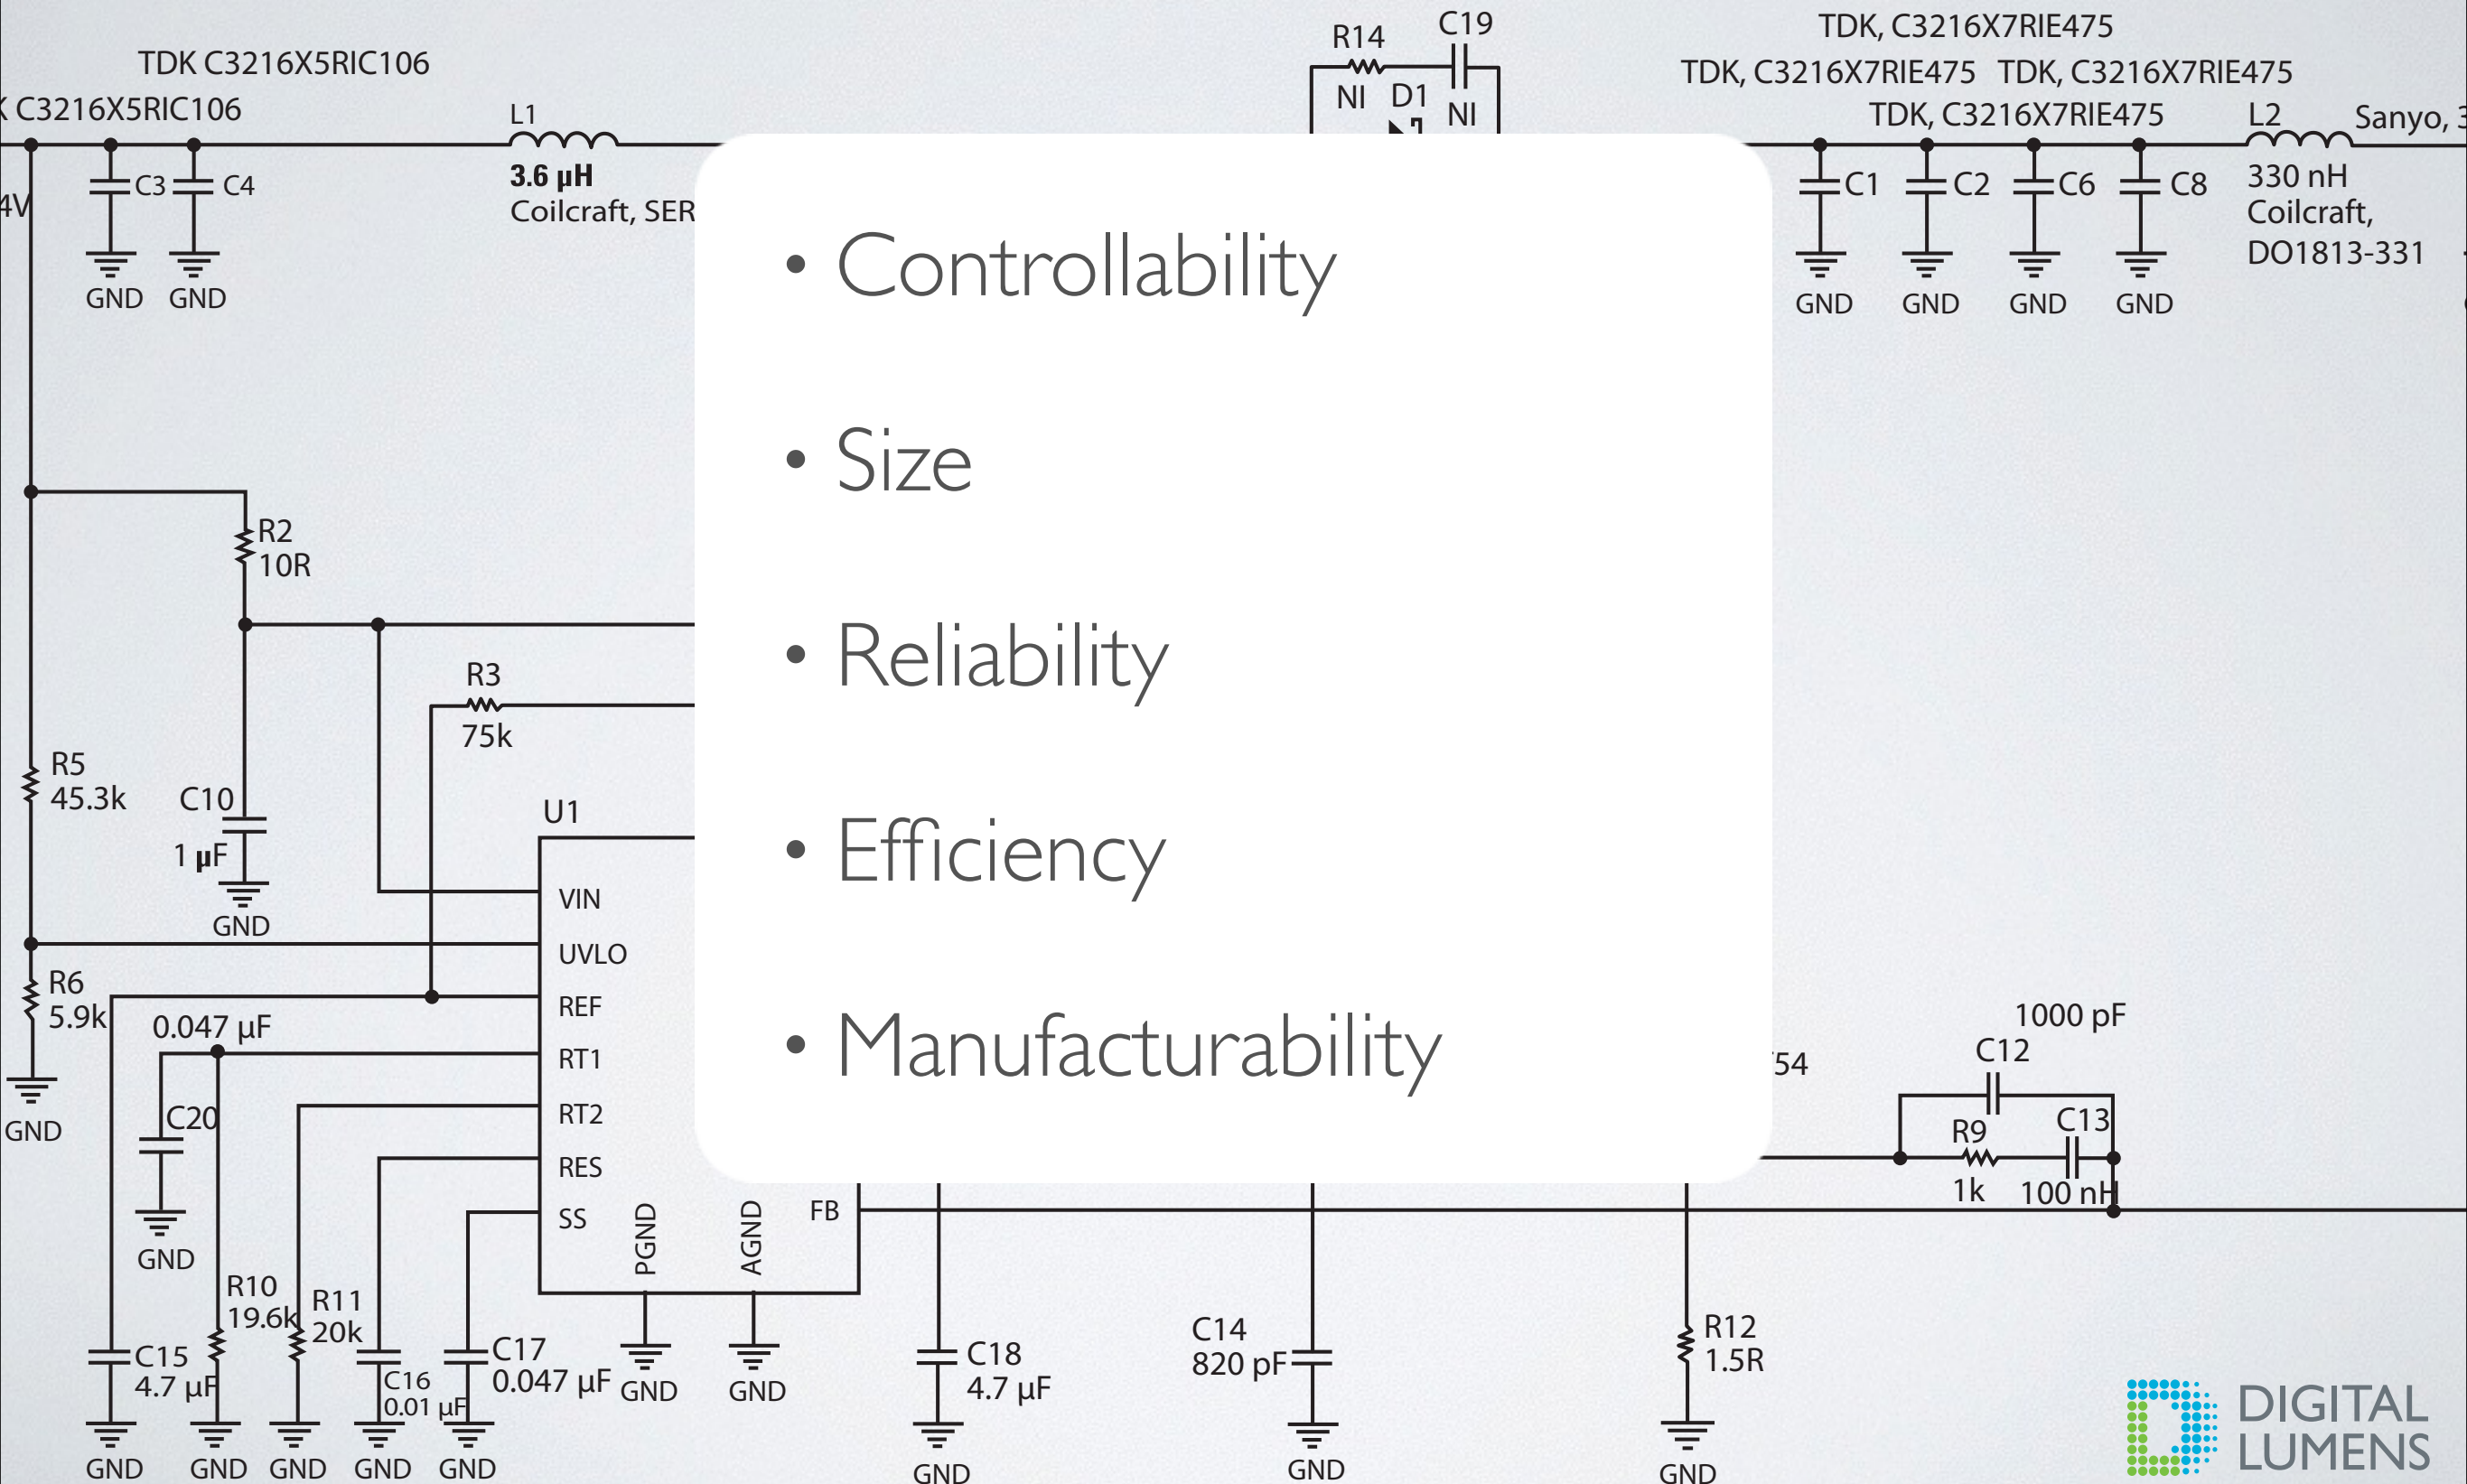 R14
C19
TDK, C3216X7RIE475
TDK C3216X5RIC106
TDK, C3216X7RIE475 TDK, C3216X7RIE475
NI
D1
NI
C3216X5RIC106
L1
TDK, C3216X7RIE475
L2
Sanyo,
3.6 µH
Coilcraft, SER
C3
C4
C1
C2
C6
C8
330 nH
Coilcraft,
DO1813-331
4V
GND
GND
GND
GND
GND
GND
• Controllability
• Size
• Reliability
• Efficiency
• Manufacturability
R2
10R
R3
75k
R5
45.3k
C10
1 µF
GND
U1
VIN
UVLO
REF
RT1
RT2
RES
SS
PGND
AGND
FB
R6
5.9k
GND
0.047 µF
C20
GND
54
1000 pF
C12
R9
1k
C13
100 nH
R10
19.6k
R11
20k
C15
4.7 µF
C16
0.01 µF
C17
0.047 µF
GND
GND
C18
4.7 µF
C14
820 pF
R12
1.5R
GND
GND
GND
GND
GND
GND
GND
GND
DIGITAL
LUMENS